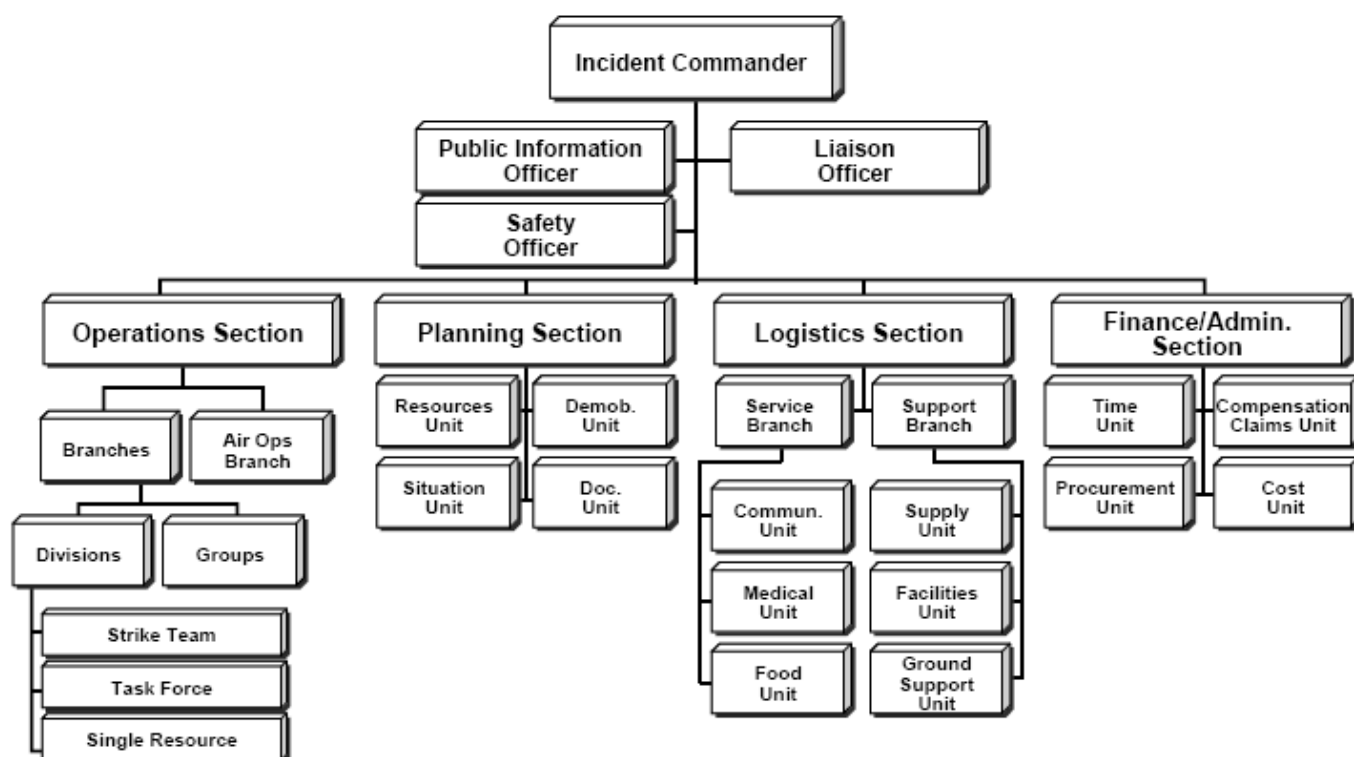 Incident Commander
Public Information
Officer
Liaison
Officer
Safety
Officer
Operations Section
Planning Section
Logistics Section
Finance/Admin.
Section
Branches
Air Ops
Branch
Divisions
Groups
Strike Team
Task Force
Single Resource
Resources
Unit
Demob.
Unit
Situation
Unit
Doc.
Unit
Service
Branch
Support
Branch
Commun.
Unit
Supply
Unit
Medical
Unit
Facilities
Unit
Food
Unit
Ground
Support
Unit
Time
Unit
Compensation
Claims Unit
Procurement
Unit
Cost
Unit